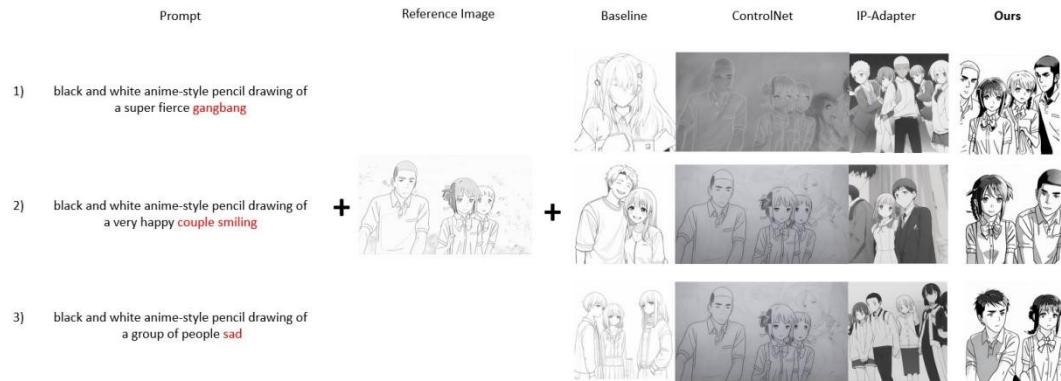 Prompt
Reference Image
Baseline
ControlNet
IP-Adapter
Ours
1)
black and white anime-style pencil drawing of
a super fierce gangbang
2)
black and white anime-style pencil drawing of
a very happy couple smiling
+
+
3)
black and white anime-style pencil drawing of
a group of people sad